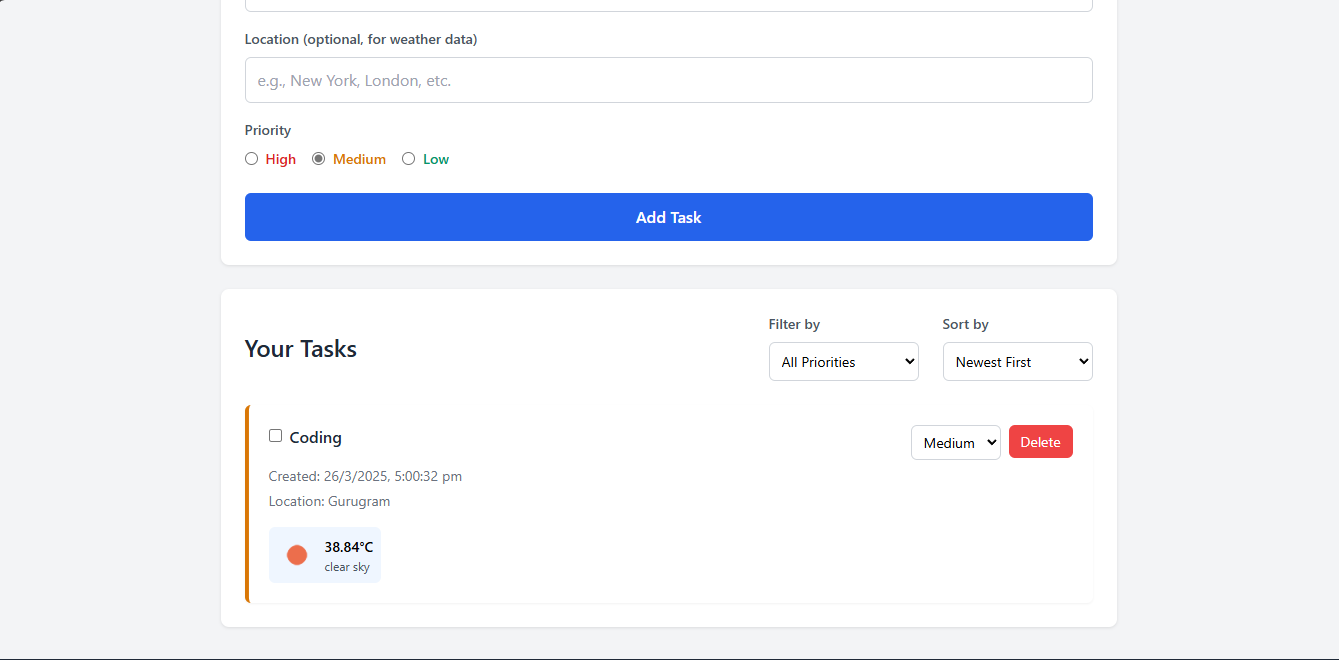 Location (optional, for weather data)
e.g., New York, London, etc.
Priority
High Medium Low
Add Task
Your Tasks
Filter by
All Priorities
Sort by
Newest First
Coding
Medium
Delete
Created: 26/3/2025, 5:00:32 pm
Location: Gurugram
38.84°C
clear sky